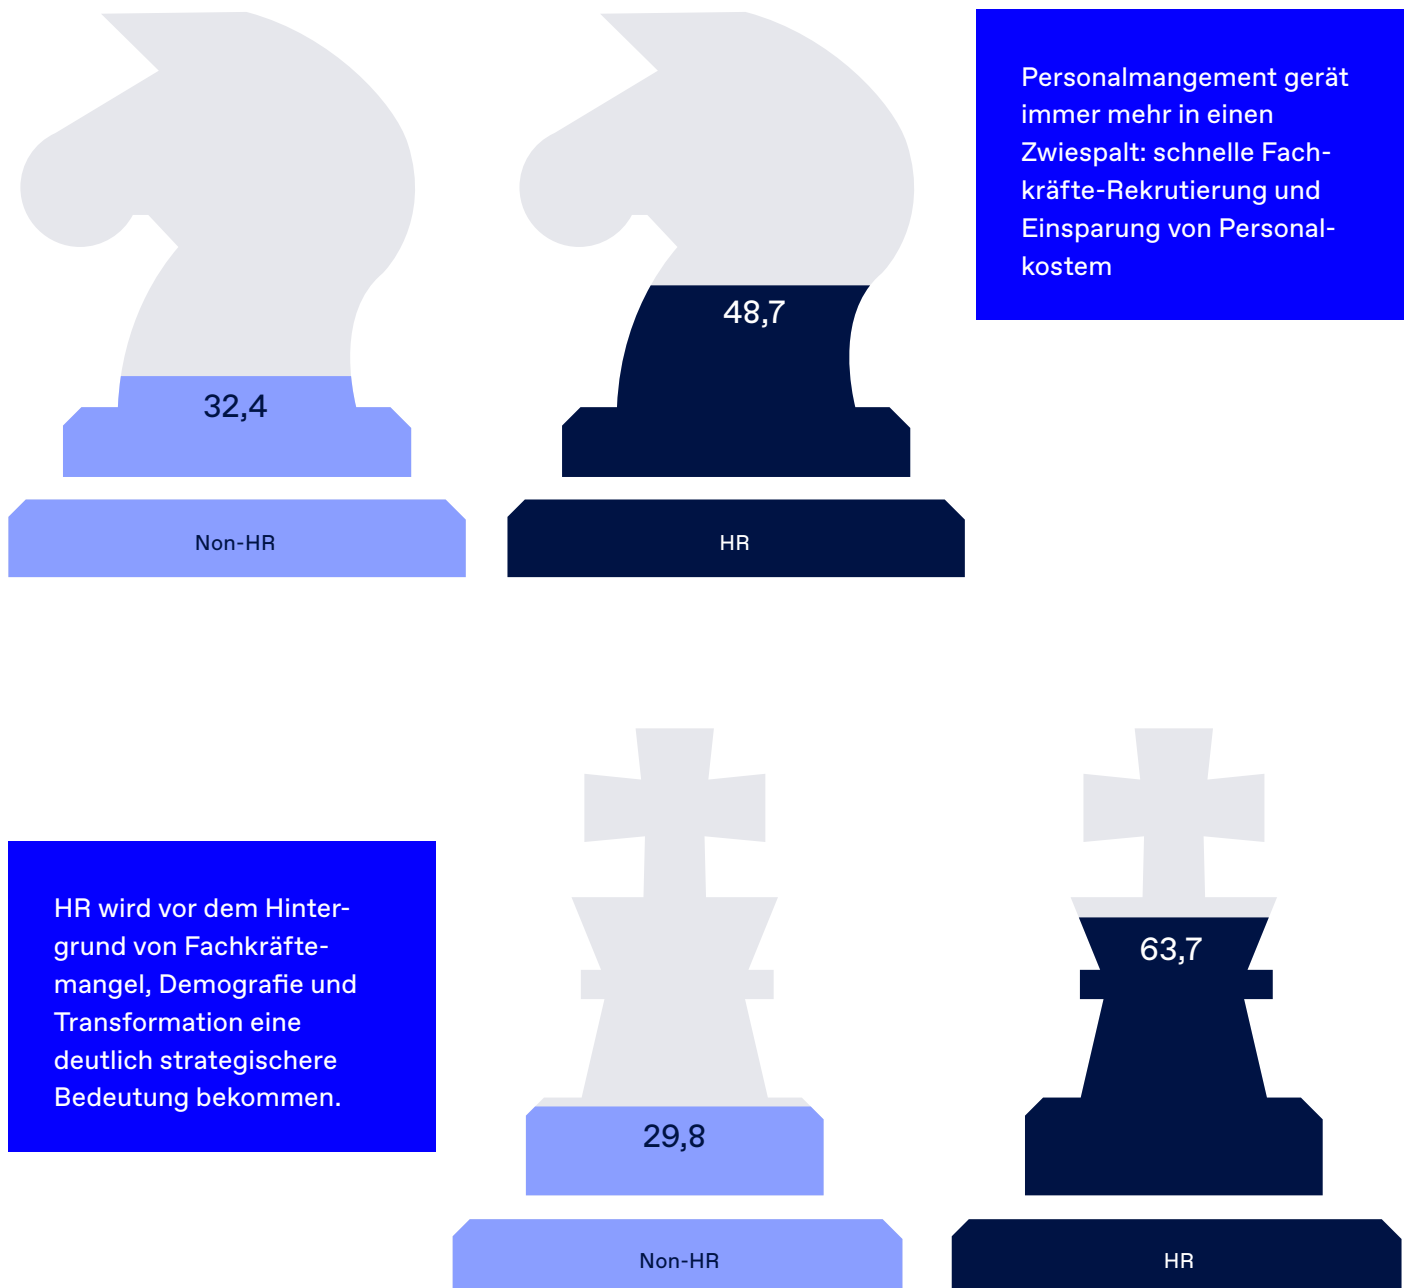 Personalmangement gerät
immer mehr in einen
Zwiespalt: schnelle Fach-
kräfte-Rekrutierung und
Einsparung von Personal-
kostem
48,7
32,4
Non-HR
HR
HR wird vor dem Hinter-
grund von Fachkräfte-
mangel, Demografie und
Transformation eine
deutlich strategischere
Bedeutung bekommen.
63,7
29,8
Non-HR
HR